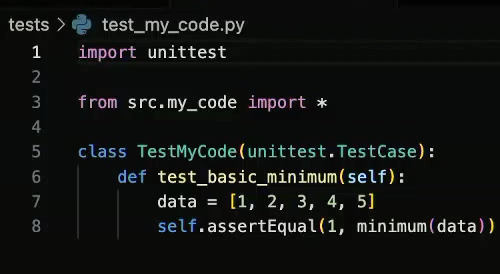 tests > test_my_code.py
1 import unittest
2
3 from src.my_code import *
4
5 class TestMyCode(unittest.TestCase):
6     def test_basic_minimum(self):
7         data = [1, 2, 3, 4, 5]
8         self.assertEqual(1, minimum(data))